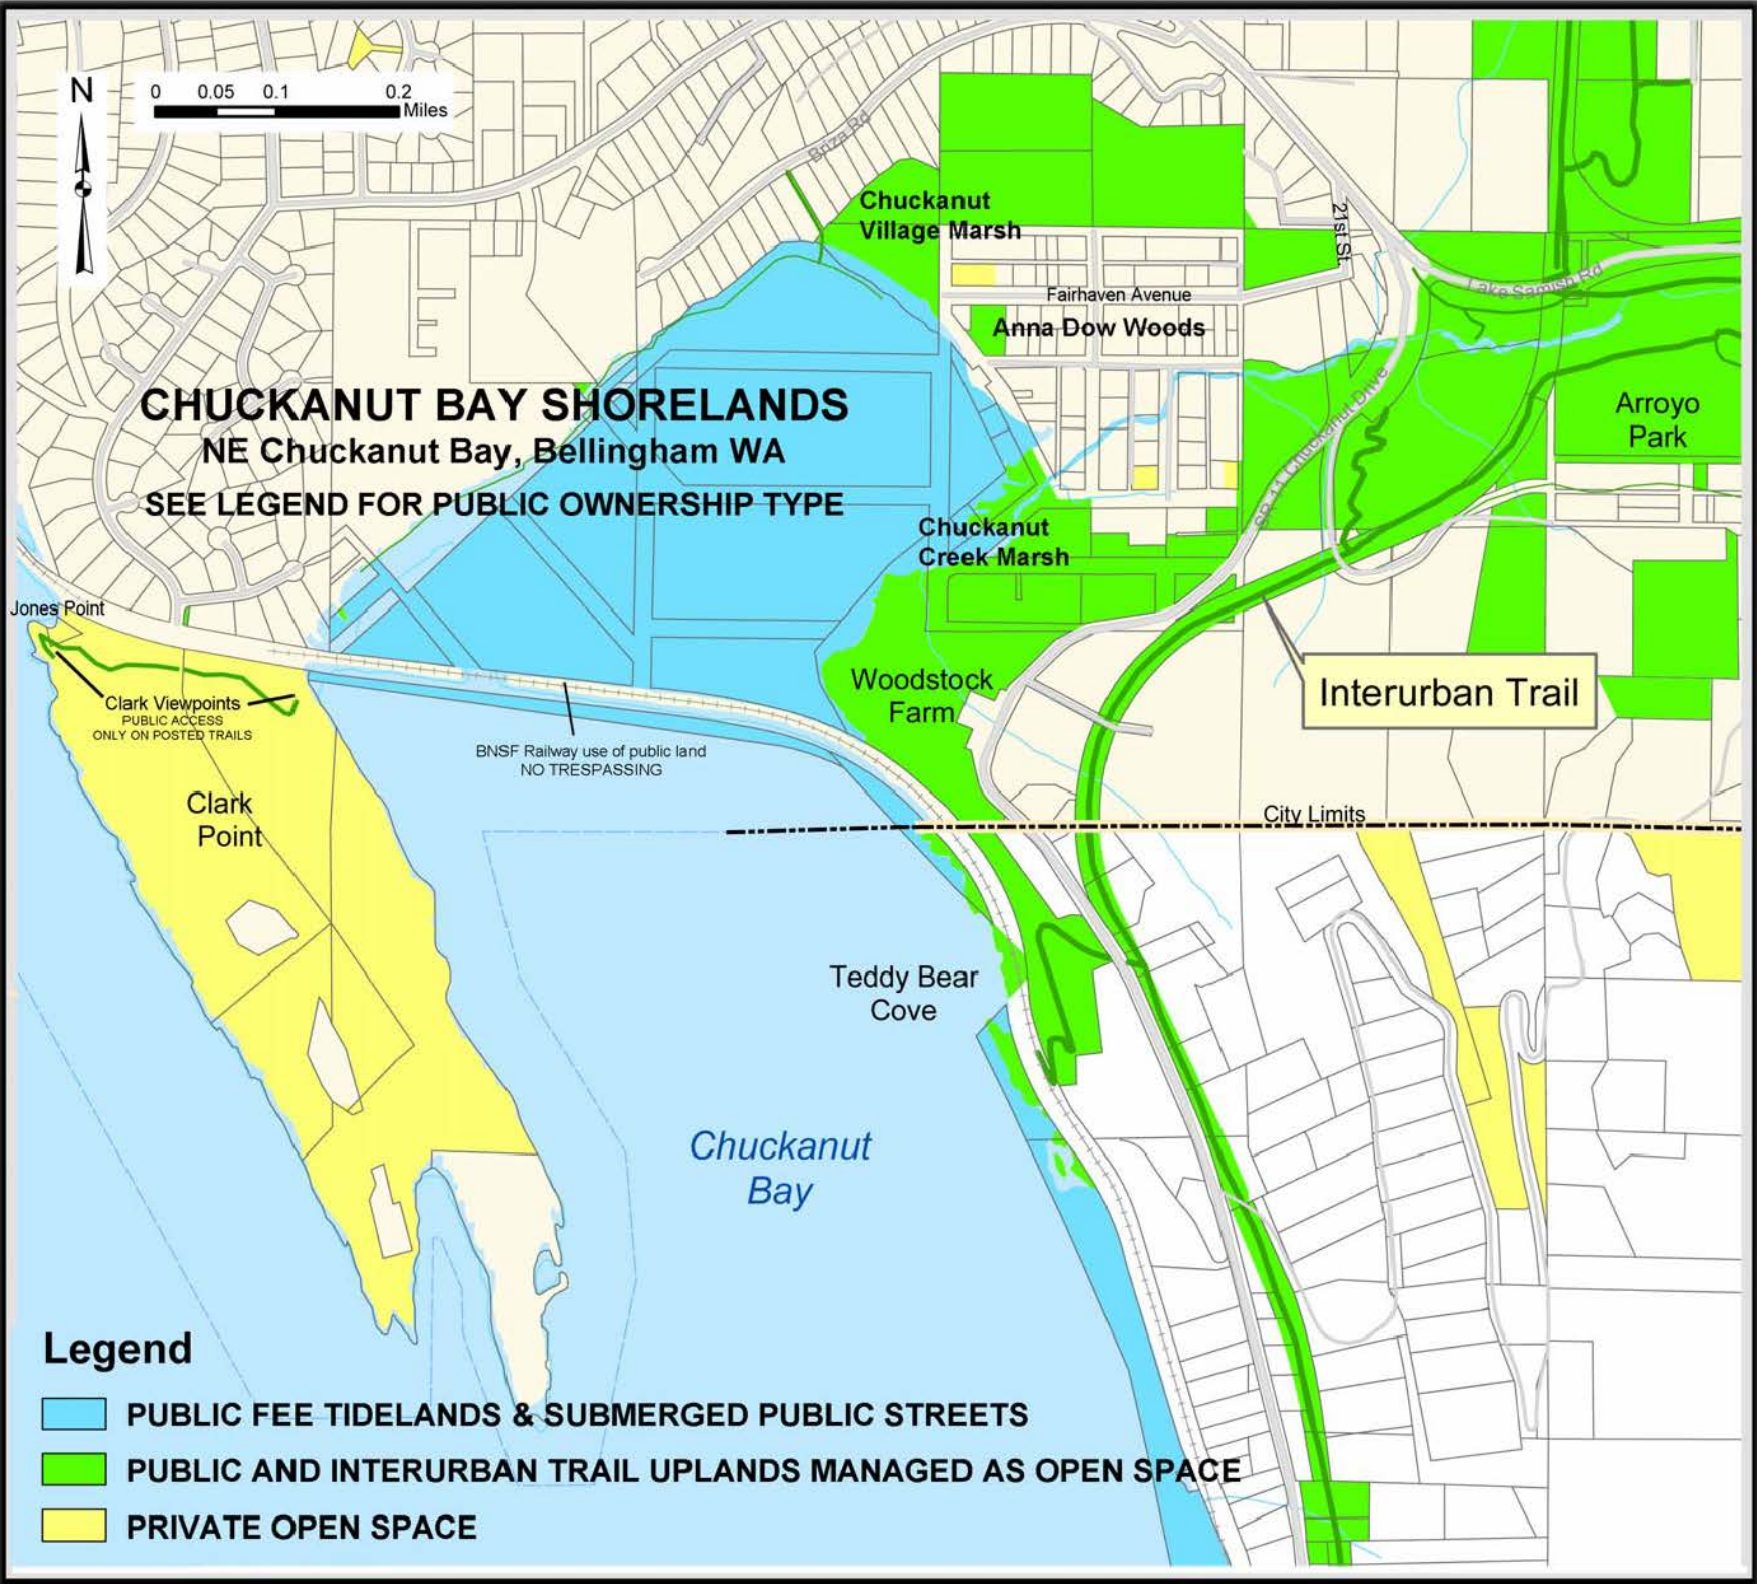 N
0 0.05 0.1 0.2
Miles
Briza Rd
Chuckanut
Village Marsh
21st St.
Lake Samish Rd
Fairhaven Avenue
Anna Dow Woods
CHUCKANUT BAY SHORELANDS
NE Chuckanut Bay, Bellingham WA
SEE LEGEND FOR PUBLIC OWNERSHIP TYPE
SR 11 Chuckanut Drive
Arroyo
Park
Chuckanut
Creek Marsh
Jones Point
Clark Viewpoints
PUBLIC ACCESS
ONLY ON POSTED TRAILS
Woodstock
Farm
Interurban Trail
BNSF Railway use of public land
NO TRESPASSING
Clark
Point
City Limits
Teddy Bear
Cove
Chuckanut
Bay
Legend
PUBLIC FEE TIDELANDS & SUBMERGED PUBLIC STREETS
PUBLIC AND INTERURBAN TRAIL UPLANDS MANAGED AS OPEN SPACE
PRIVATE OPEN SPACE